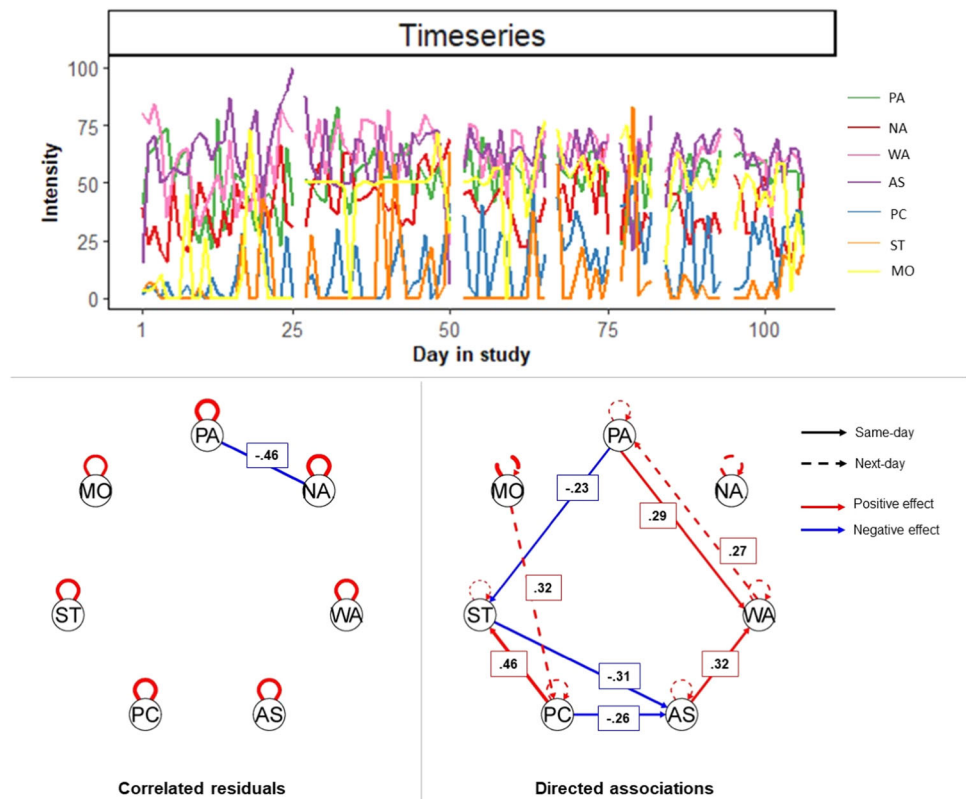 Timeseries
Intensity
100
75
50
25
0
1 25 50 75 100
Day in study
PA
NA
WA
AS
PC
ST
MO
PA
-.46
MO
NA
ST
WA
PC
AS
Correlated residuals
PA
MO
NA
-.23
.29
.27
.32
ST
WA
.46
-.31
.32
PC
-.26
AS
Directed associations
Same-day
Next-day
Positive effect
Negative effect